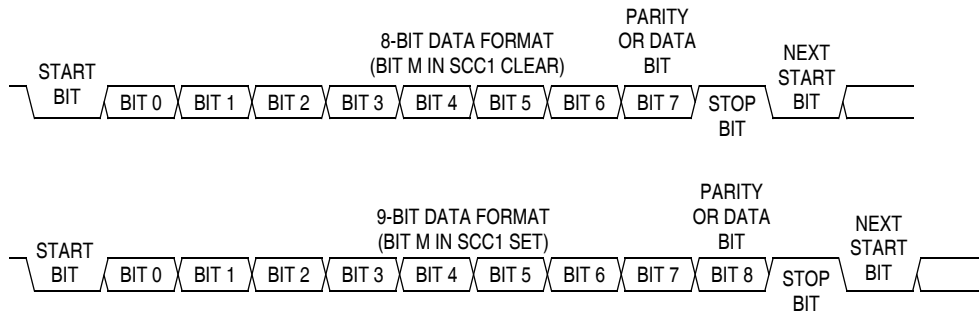 PARITY
8-BIT DATA FORMAT OR DATA NEXT
START (BIT M IN SCC1 CLEAR) BIT START
BIT BIT 0 BIT 1 BIT 2 BIT 3 BIT 4 BIT 5 BIT 6 BIT 7 STOP BIT
BIT
PARITY
9-BIT DATA FORMAT OR DATA NEXT
START (BIT M IN SCC1 SET) BIT START
BIT BIT 0 BIT 1 BIT 2 BIT 3 BIT 4 BIT 5 BIT 6 BIT 7 BIT 8 STOP BIT
BIT